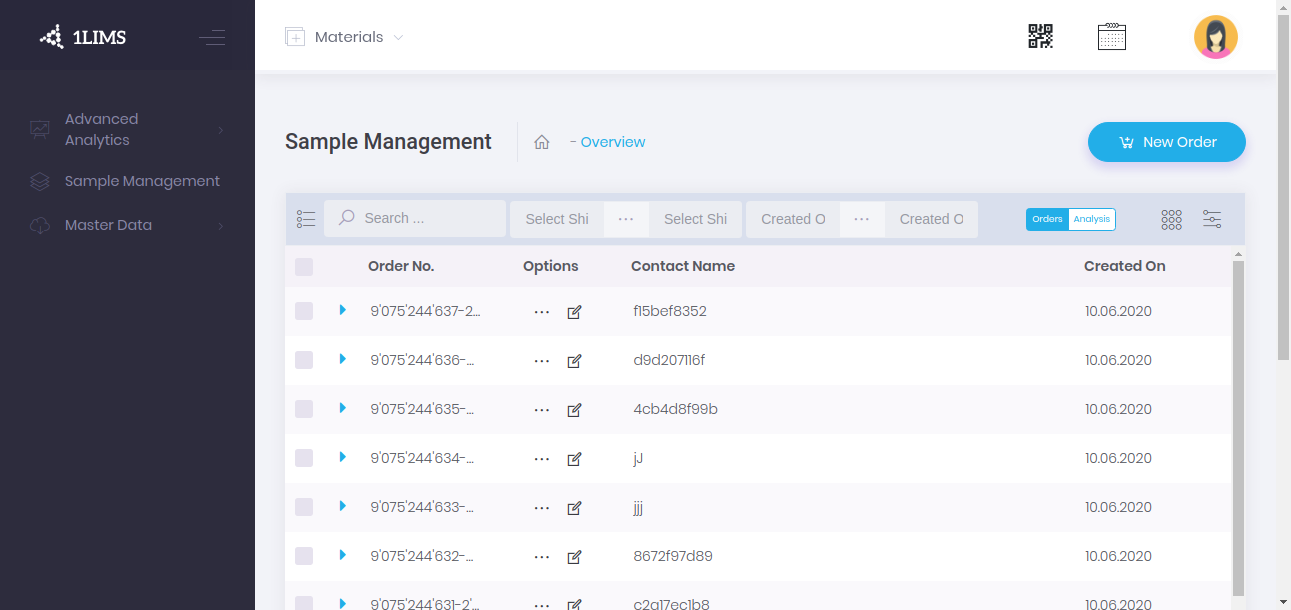 1LIMS
Materials
Advanced
Analytics
Sample Management
Master Data
Sample Management
- Overview
New Order
Search ...
Select Shi
...
Select Shi
Created O
...
Created O
Orders
Analysis
Order No. Options Contact Name Created On
9'075'244'637-2... ... f15bef8352 10.06.2020
9'075'244'636-... ... d9d207116f 10.06.2020
9'075'244'635-... ... 4cb4d8f99b 10.06.2020
9'075'244'634-... ... jJ 10.06.2020
9'075'244'633-... ... jjj 10.06.2020
9'075'244'632-... ... 8672f97d89 10.06.2020
9'075'244'631-2'... ... c2a17ec1b8 10.06.2020